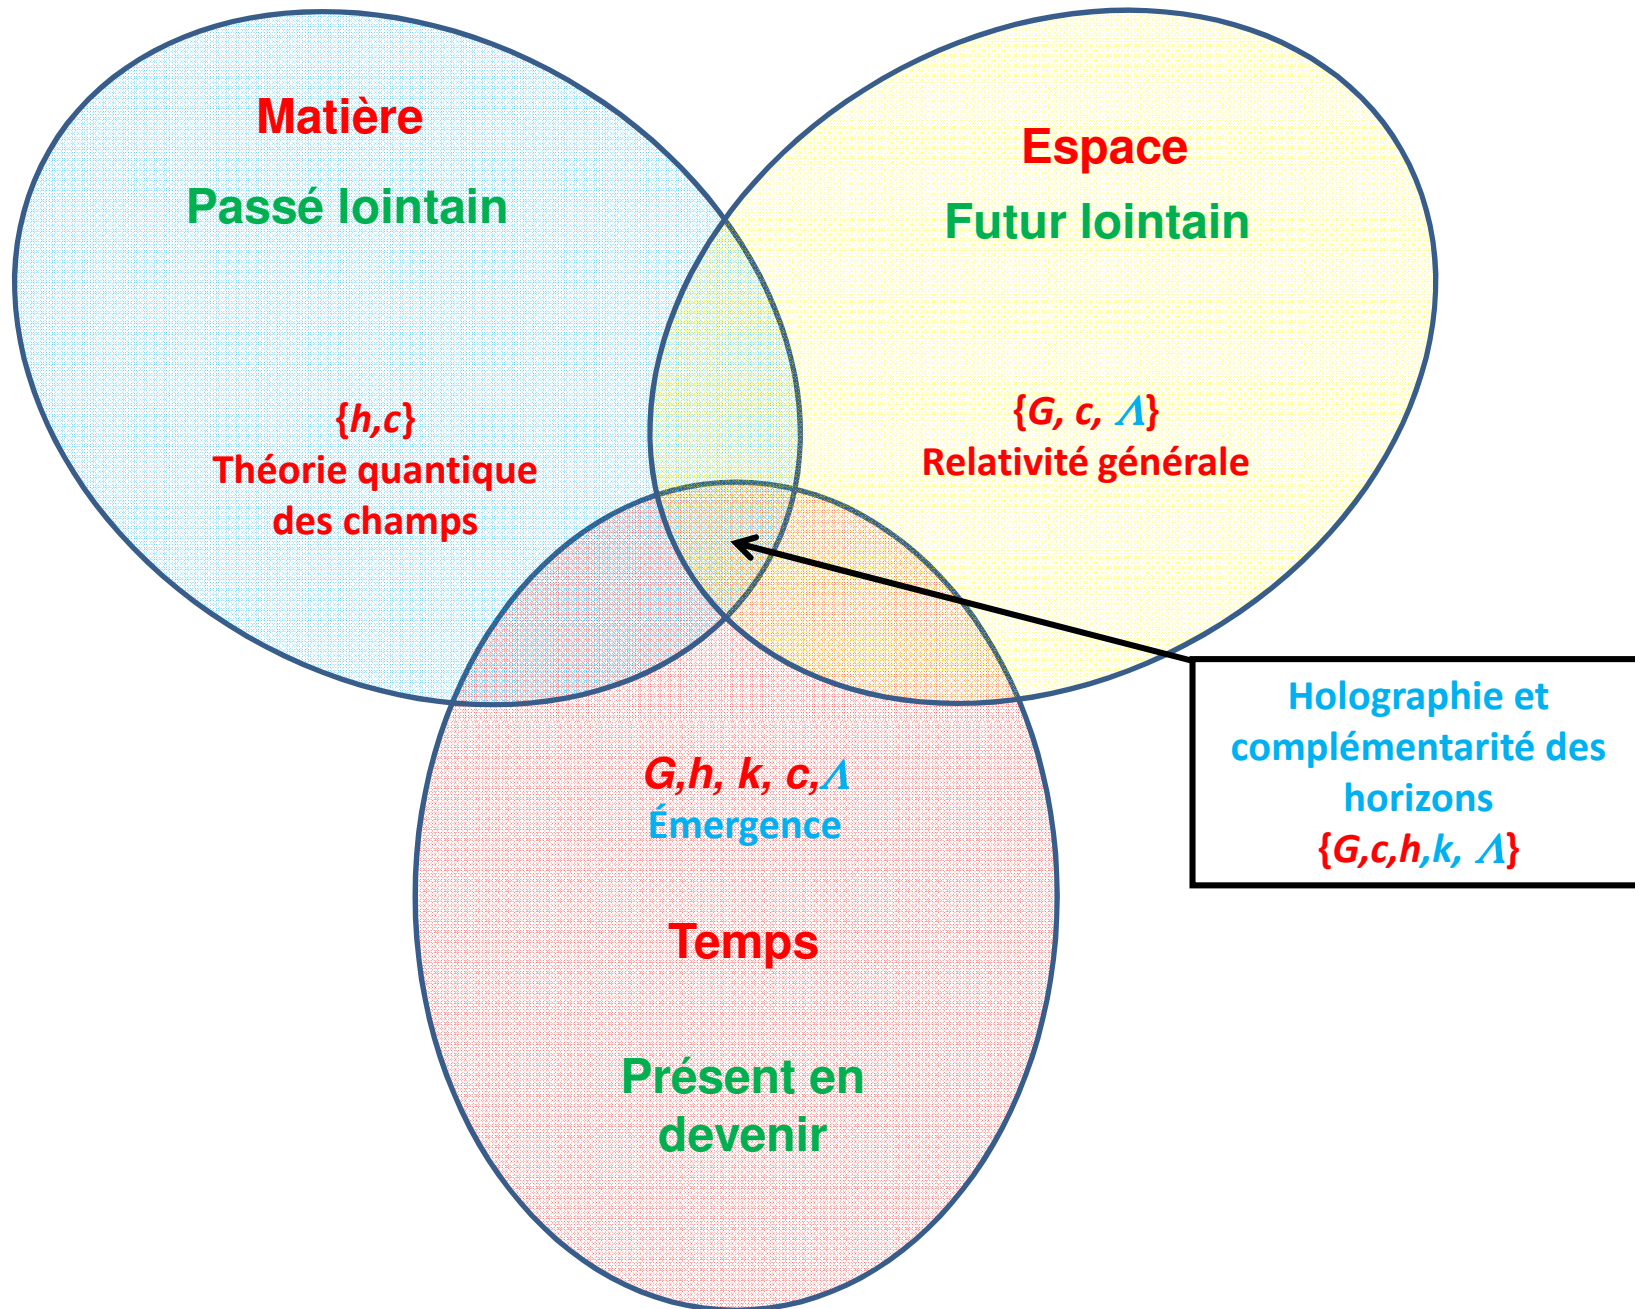 Matière
Passé lointain
{h,c}
Théorie quantique
des champs
Espace
Futur lointain
{G, c, Λ}
Relativité générale
G,h, k, c,Λ
Émergence
Temps
Présent en
devenir
Holographie et
complémentarité des
horizons
{G,c,h,k, Λ}